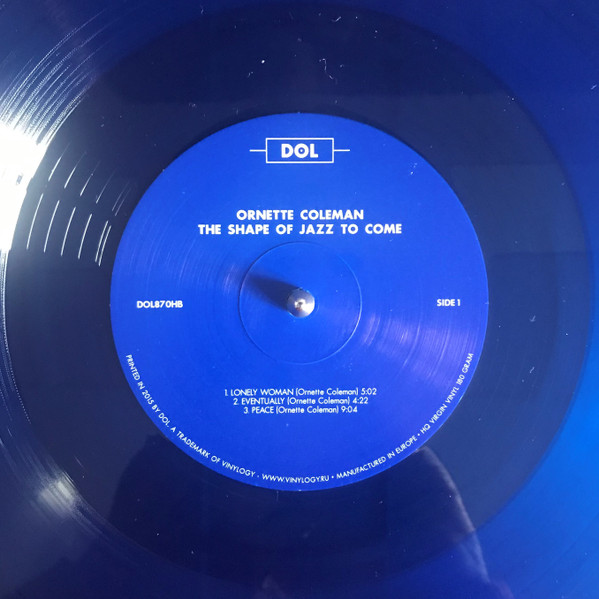 DOL
ORNETTE COLEMAN
THE SHAPE OF JAZZ TO COME
DOL870HB
SIDE 1
1. LONELY WOMAN (Ornette Coleman) 5:02
2. EVENTUALLY (Ornette Coleman) 4:22
3. PEACE (Ornette Coleman) 9:04
PRINTED IN 2015 BY DOL, A TRADEMARK OF VINYLOGY - WWW.VINYLOGY.RU • MANUFACTURED IN EUROPE • HQ VIRGIN VINYL 180 GRAM